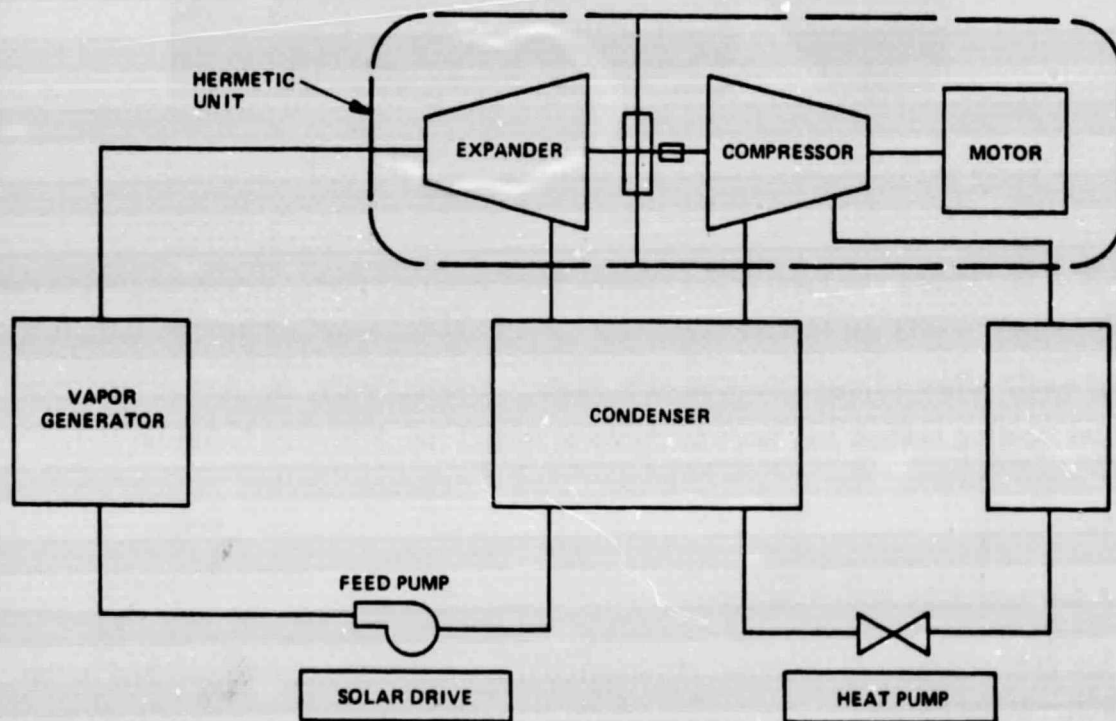 HERMETIC
UNIT
EXPANDER
COMPRESSOR
MOTOR
VAPOR
GENERATOR
CONDENSER
FEED PUMP
SOLAR DRIVE
HEAT PUMP